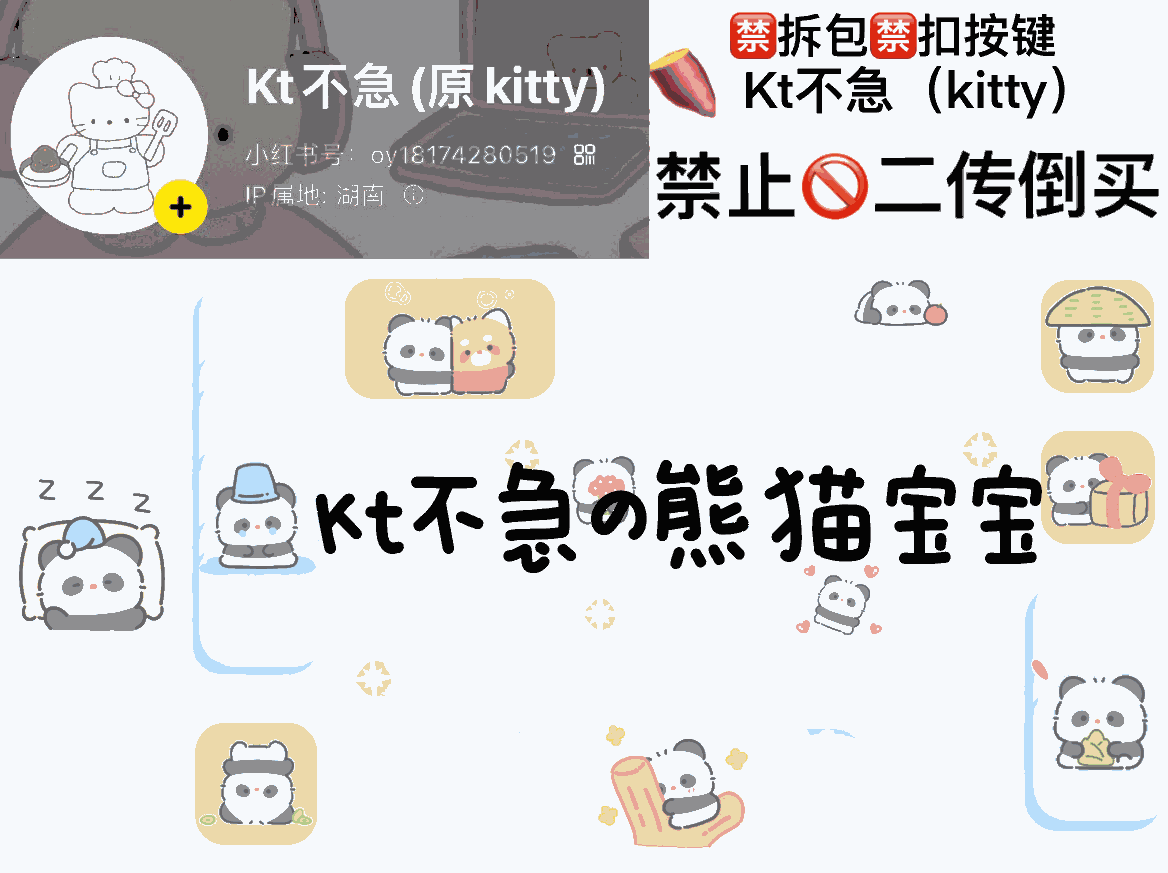 Kt不急 (原 kitty)
小红书号: oy18174280519
IP属地: 湖南
🈲拆包🈲扣按键
Kt不急（kitty）
禁止🚫二传倒买
z z z
Kt不急の熊猫宝宝